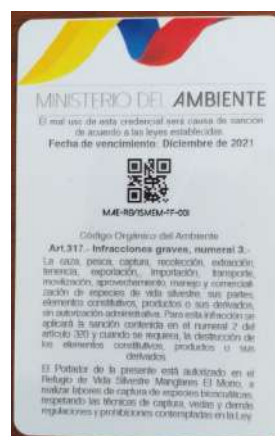 MINISTERIO DEL AMBIENTE
El mal uso de esta credencial será causa de sanción
de acuerdo a las leyes establecidas.
Fecha de vencimiento: Diciembre de 2021
MAE-RB/15MEM-FF-001
Código Orgánico del Ambiente
Art.317.- Infracciones graves, numeral 3.-
La caza, pesca, captura, recolección, extracción,
tenencia, exportación, importación, transporte,
movilización, aprovechamiento, manejo y comerciali-
zación de especies de vida silvestre, sus partes,
elementos constitutivos, productos o sus derivados,
sin autorización administrativa. Para esta infracción se
aplicará la sanción contenida en el numeral 2 del
artículo 320 y cuando se requiera, la destrucción de
los elementos constitutivos, productos o sus
derivados.
El Portador de la presente está autorizado en el
Refugio de Vida Silvestre Manglares El Morro, a
realizar labores de captura de especies bioacuáticas,
respetando las técnicas de captura, vedas y demás
regulaciones y prohibiciones contempladas en la Ley